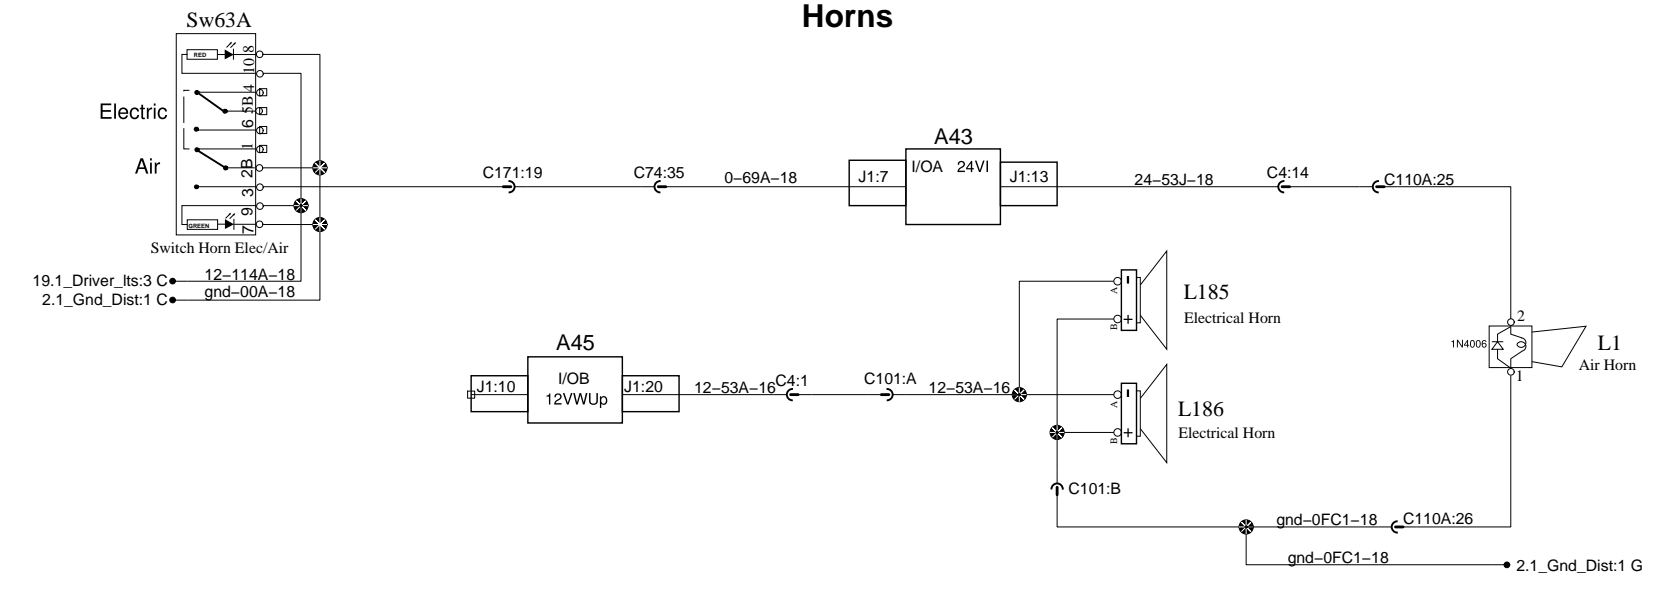 Horns
Sw63A
RED
8
10
4
5B
6
1
2B
3
9
7
GREEN
Electric
Air
Switch Horn Elec/Air
19.1_Driver_lts:3 C
12–114A–18
2.1_Gnd_Dist:1 C
gnd–00A–18
C171:19
C74:35
0–69A–18
A43
J1:7
I/OA 24VI
J1:13
24–53J–18
C4:14
C110A:25
A45
J1:10
I/OB
12VWUp
J1:20
12–53A–16
C4:1
C101:A
12–53A–16
A
-
B
+
L185
Electrical Horn
A
-
B
+
L186
Electrical Horn
C101:B
2
1N4006
1
L1
Air Horn
gnd–0FC1–18
C110A:26
gnd–0FC1–18
2.1_Gnd_Dist:1 G